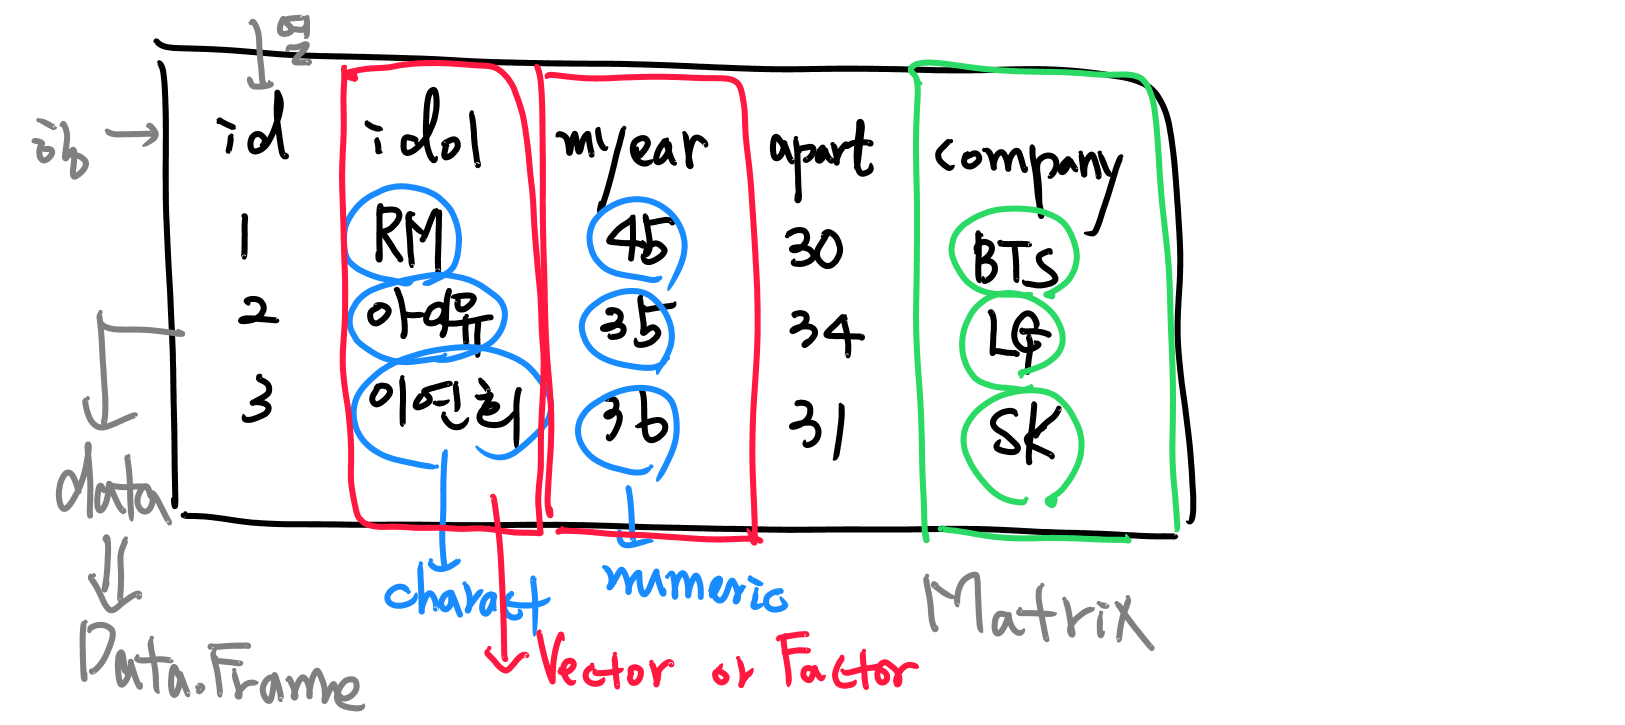 열
행 → id idol myear apart company
1 RM 45 30 BTS
2 아이유 35 34 LG
3 이진희 36 31 SK
data
charact numeric Matrix
Data.Frame Vector or Factor